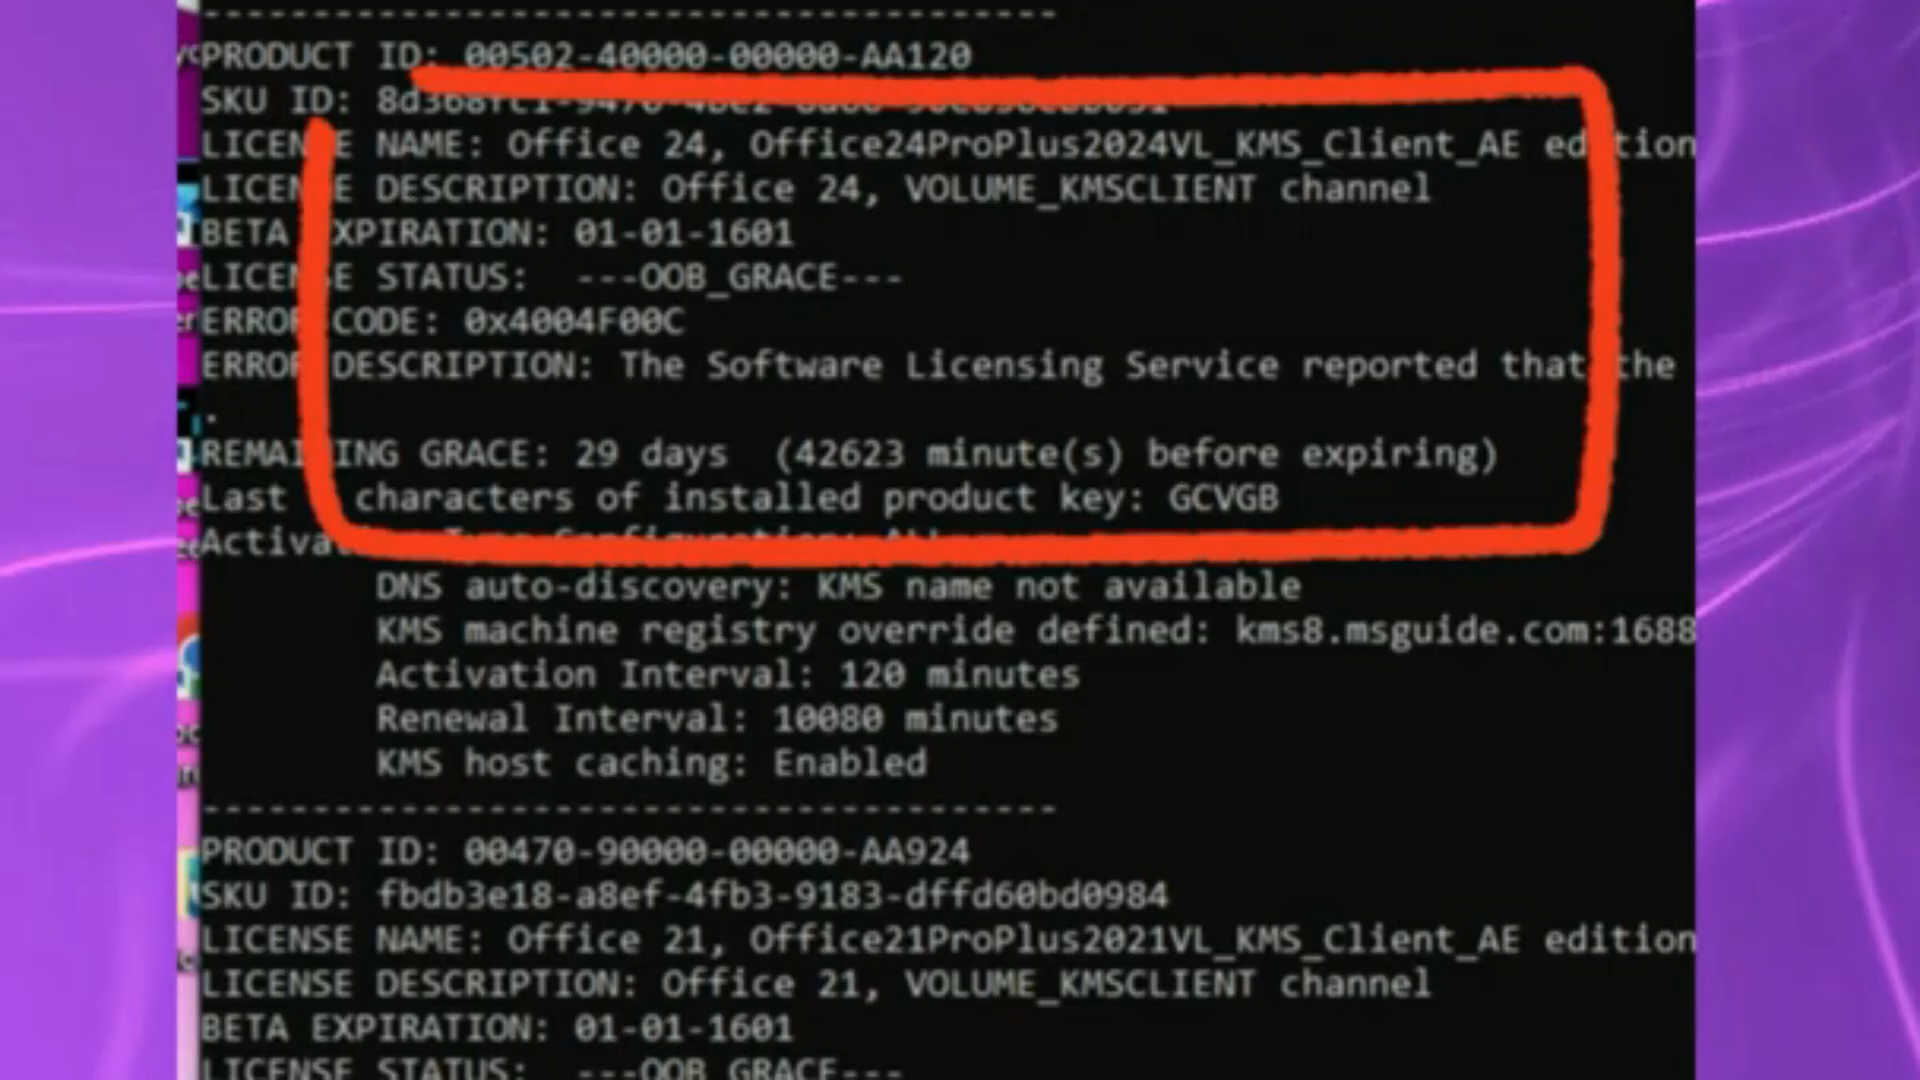 PRODUCT ID: 00502-40000-00000-AA120
SKU ID:
LICENSE NAME: Office 24, Office24ProPlus2024VL_KMS_Client_AE edition
LICENSE DESCRIPTION: Office 24, VOLUME_KMSCLIENT channel
BETA EXPIRATION: 01-01-1601
LICENSE STATUS: ---OOB_GRACE---
ERROR CODE: 0x4004F00C
ERROR DESCRIPTION: The Software Licensing Service reported that the
.
REMAINING GRACE: 29 days (42623 minute(s) before expiring)
Last characters of installed product key: GCVGB
DNS auto-discovery: KMS name not available
KMS machine registry override defined: kms8.msguide.com:1688
Activation Interval: 120 minutes
Renewal Interval: 10080 minutes
KMS host caching: Enabled
---------------------------------------
PRODUCT ID: 00470-90000-00000-AA924
SKU ID: fbdb3e18-a8ef-4fb3-9183-dffd60bd0984
LICENSE NAME: Office 21, Office21ProPlus2021VL_KMS_Client_AE edition
LICENSE DESCRIPTION: Office 21, VOLUME_KMSCLIENT channel
BETA EXPIRATION: 01-01-1601
LICENSE STATUS: ---OOB_GRACE---